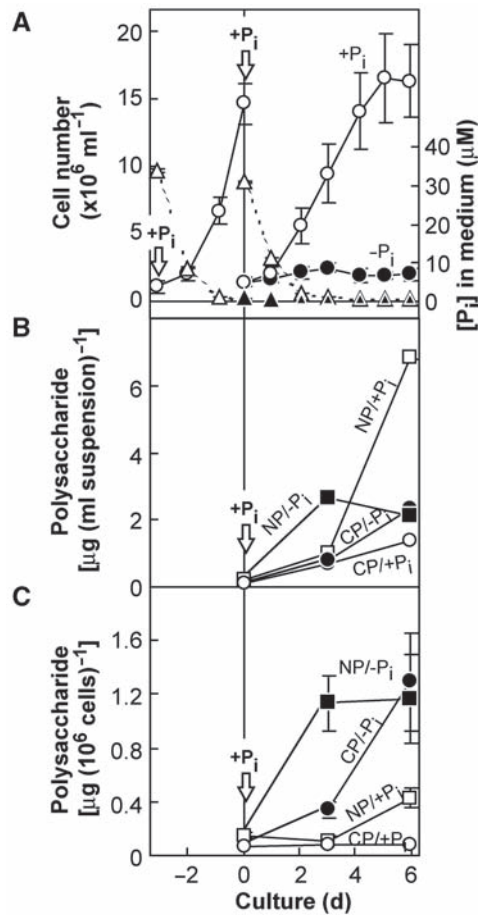 A
20
15
10
5
0
Cell number
(x10⁶ ml⁻¹)
+Pᵢ
+Pᵢ
+Pᵢ
–Pᵢ
40
30
20
10
0
[Pᵢ] in medium (µM)
B
6
4
2
0
Polysaccharide
[µg (ml suspension)⁻¹]
+Pᵢ
NP/-Pᵢ
NP/+Pᵢ
CP/-Pᵢ
CP/+Pᵢ
C
1.6
1.2
0.8
0.4
0
Polysaccharide
[µg (10⁶ cells)⁻¹]
+Pᵢ
NP/-Pᵢ
CP/-Pᵢ
NP/+Pᵢ
CP/+Pᵢ
−2 0 2 4 6
Culture (d)